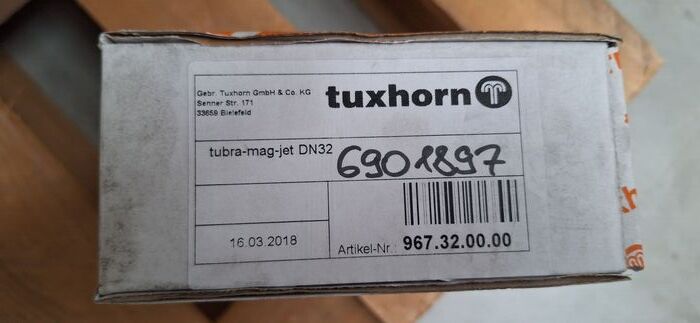 Gebr. Tuxhorn GmbH & Co. KG
Senner Str. 171
33659 Bielefeld
tuxhorn
tubra-mag-jet DN32
6901897
16.03.2018
Artikel-Nr.: 967.32.00.00